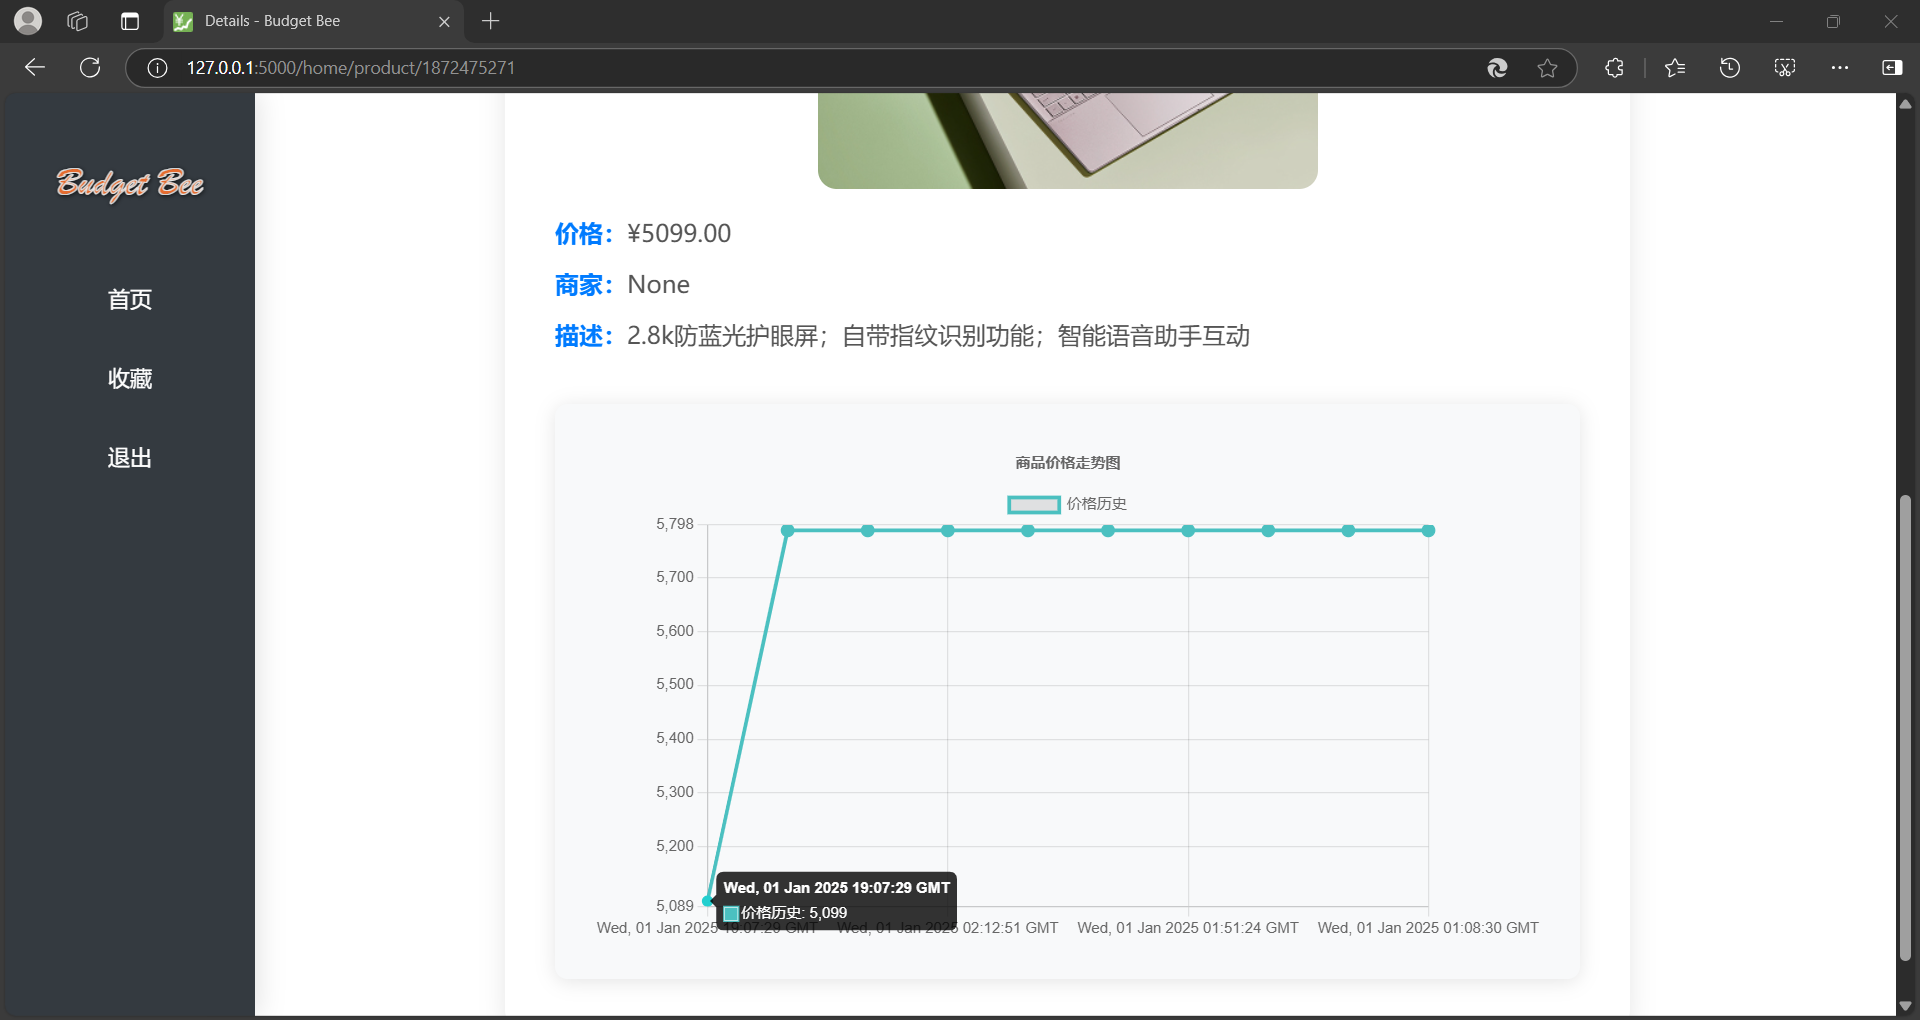 Details - Budget Bee
127.0.0.1:5000/home/product/1872475271
Budget Bee
首页
收藏
退出
价格：¥5099.00
商家：None
描述：2.8k防蓝光护眼屏；自带指纹识别功能；智能语音助手互动
商品价格走势图
价格历史
5,798
5,700
5,600
5,500
5,400
5,300
5,200
5,089
Wed, 01 Jan 2025 19:07:29 GMT
价格历史: 5,099
Wed, 01 Jan 2025 19:07:29 GMT Wed, 01 Jan 2025 02:12:51 GMT Wed, 01 Jan 2025 01:51:24 GMT Wed, 01 Jan 2025 01:08:30 GMT